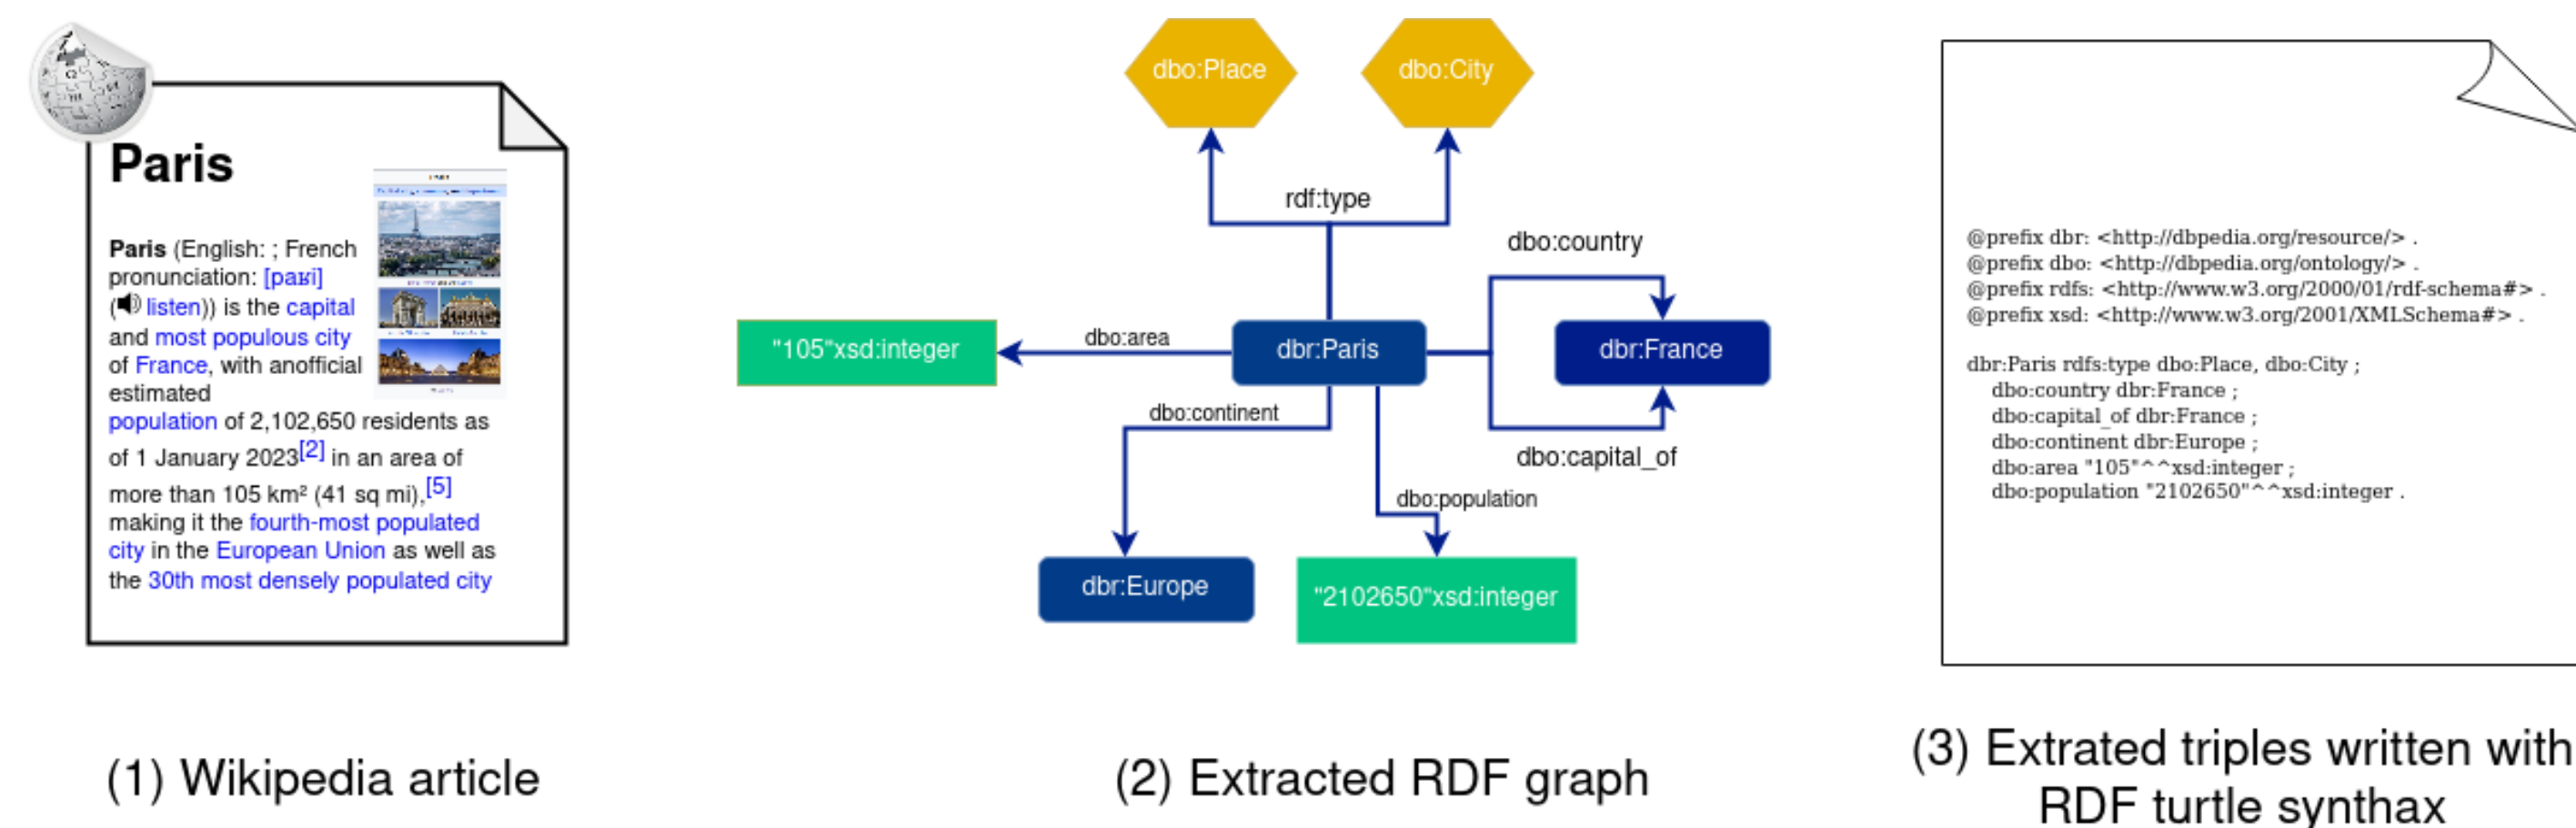 Paris
Paris (English: ; French
pronunciation: [paʁi]
(listen)) is the capital
and most populous city
of France, with anofficial
estimated
population of 2,102,650 residents as
of 1 January 2023[2] in an area of
more than 105 km² (41 sq mi),[5]
making it the fourth-most populated
city in the European Union as well as
the 30th most densely populated city
(1) Wikipedia article
dbo:Place
dbo:City
rdf:type
dbo:country
"105"xsd:integer
dbo:area
dbr:Paris
dbr:France
dbo:continent
dbo:capital_of
dbo:population
dbr:Europe
"2102650"xsd:integer
(2) Extracted RDF graph
@prefix dbr: <http://dbpedia.org/resource/> .
@prefix dbo: <http://dbpedia.org/ontology/> .
@prefix rdfs: <http://www.w3.org/2000/01/rdf-schema#> .
@prefix xsd: <http://www.w3.org/2001/XMLSchema#> .
dbr:Paris rdfs:type dbo:Place, dbo:City ;
dbo:country dbr:France ;
dbo:capital_of dbr:France ;
dbo:continent dbr:Europe ;
dbo:area "105"^^xsd:integer ;
dbo:population "2102650"^^xsd:integer .
(3) Extrated triples written with
RDF turtle synthax